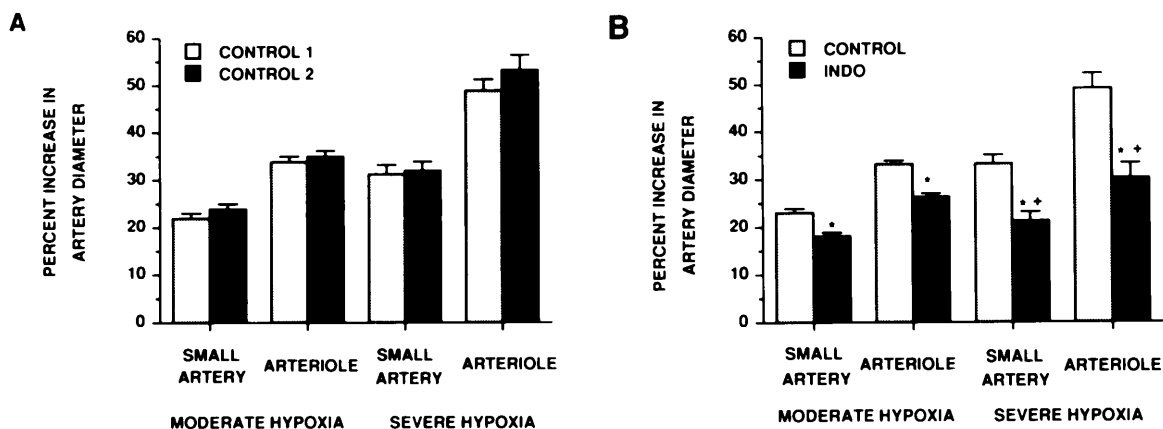 A
PERCENT INCREASE IN
ARTERY DIAMETER
60
50
40
30
20
10
0
CONTROL 1
CONTROL 2
SMALL
ARTERY
ARTERIOLE
SMALL
ARTERY
ARTERIOLE
MODERATE HYPOXIA
SEVERE HYPOXIA
B
PERCENT INCREASE IN
ARTERY DIAMETER
60
50
40
30
20
10
0
CONTROL
INDO
*
*
* +
* +
SMALL
ARTERY
ARTERIOLE
SMALL
ARTERY
ARTERIOLE
MODERATE HYPOXIA
SEVERE HYPOXIA